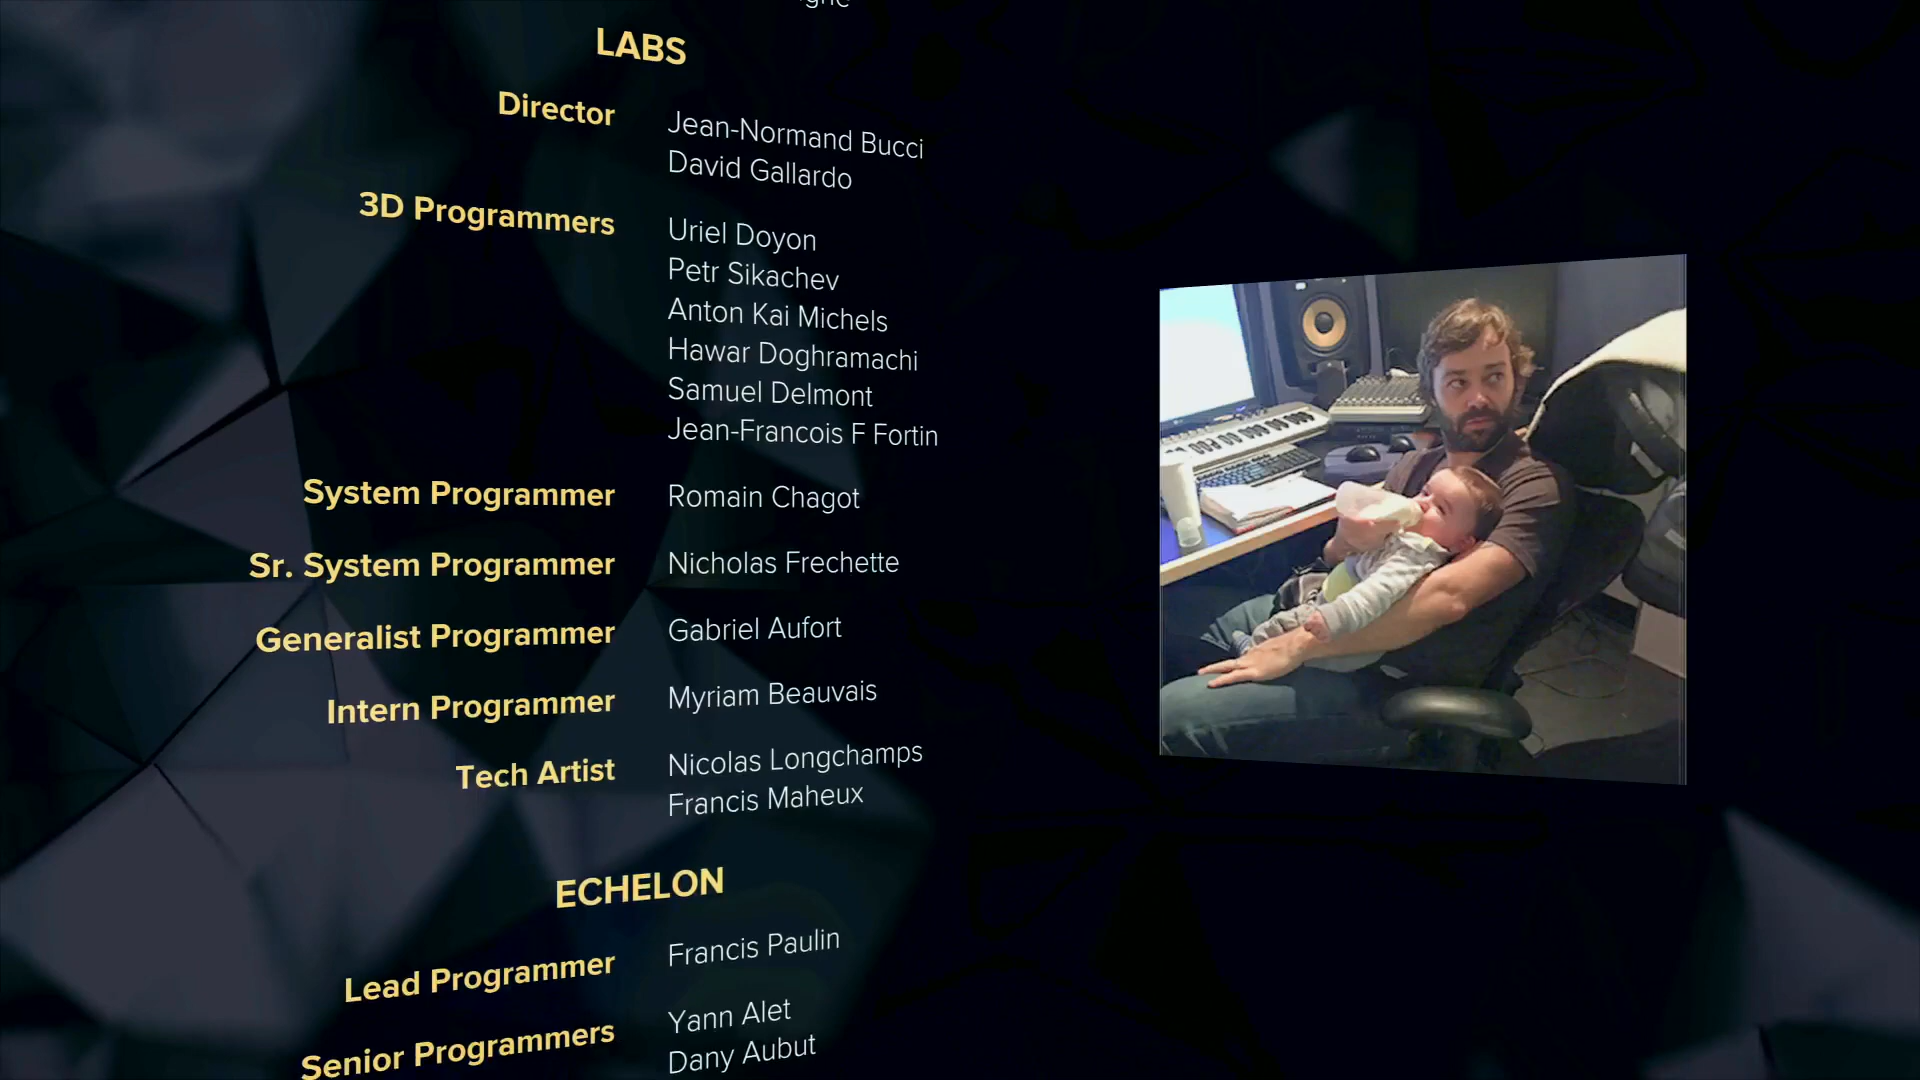 LABS
Director
Jean-Normand Bucci
David Gallardo
3D Programmers
Uriel Doyon
Petr Sikachev
Anton Kai Michels
Hawar Doghramachi
Samuel Delmont
Jean-Francois F Fortin
System Programmer
Romain Chagot
Sr. System Programmer
Nicholas Frechette
Generalist Programmer
Gabriel Aufort
Intern Programmer
Myriam Beauvais
Tech Artist
Nicolas Longchamps
Francis Maheux
ECHELON
Lead Programmer
Francis Paulin
Senior Programmers
Yann Alet
Dany Aubut